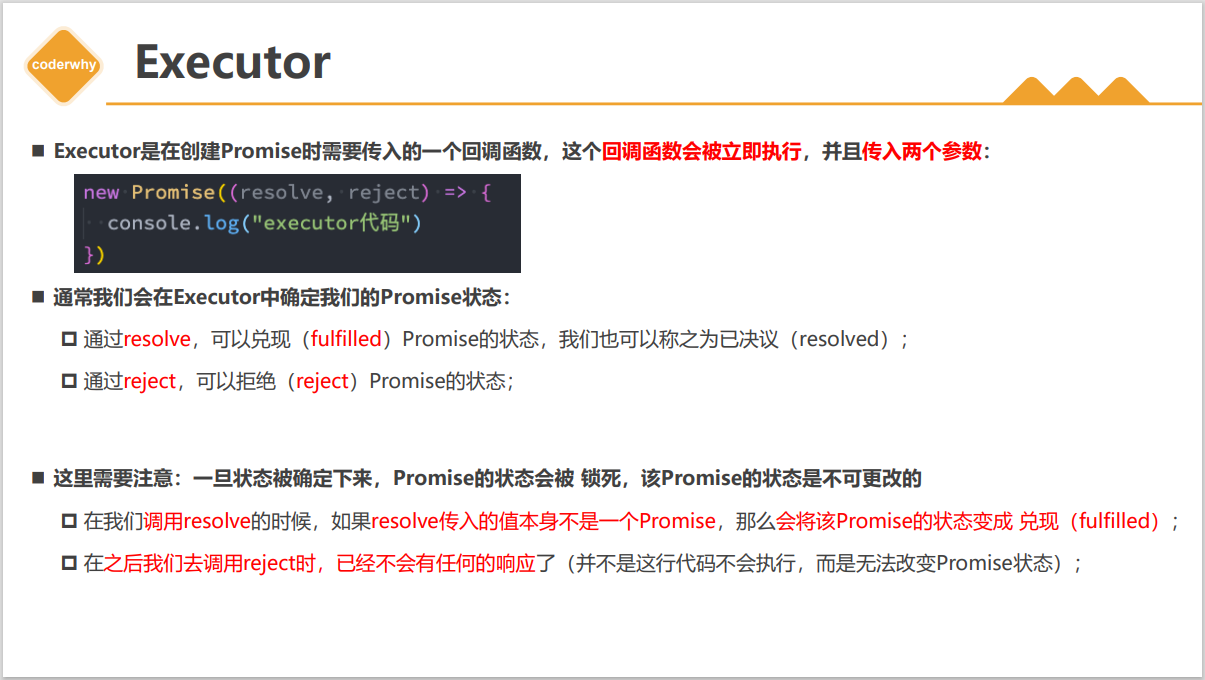 coderwhy
Executor
Executor是在创建Promise时需要传入的一个回调函数，这个回调函数会被立即执行，并且传入两个参数：
new Promise((resolve, reject) => {
  console.log("executor代码")
})
通常我们会在Executor中确定我们的Promise状态：
通过resolve，可以兑现（fulfilled）Promise的状态，我们也可以称之为已决议（resolved）；
通过reject，可以拒绝（reject）Promise的状态；
这里需要注意：一旦状态被确定下来，Promise的状态会被 锁死，该Promise的状态是不可更改的
在我们调用resolve的时候，如果resolve传入的值本身不是一个Promise，那么会将该Promise的状态变成 兑现（fulfilled）；
在之后我们去调用reject时，已经不会有任何的响应了（并不是这行代码不会执行，而是无法改变Promise状态）；